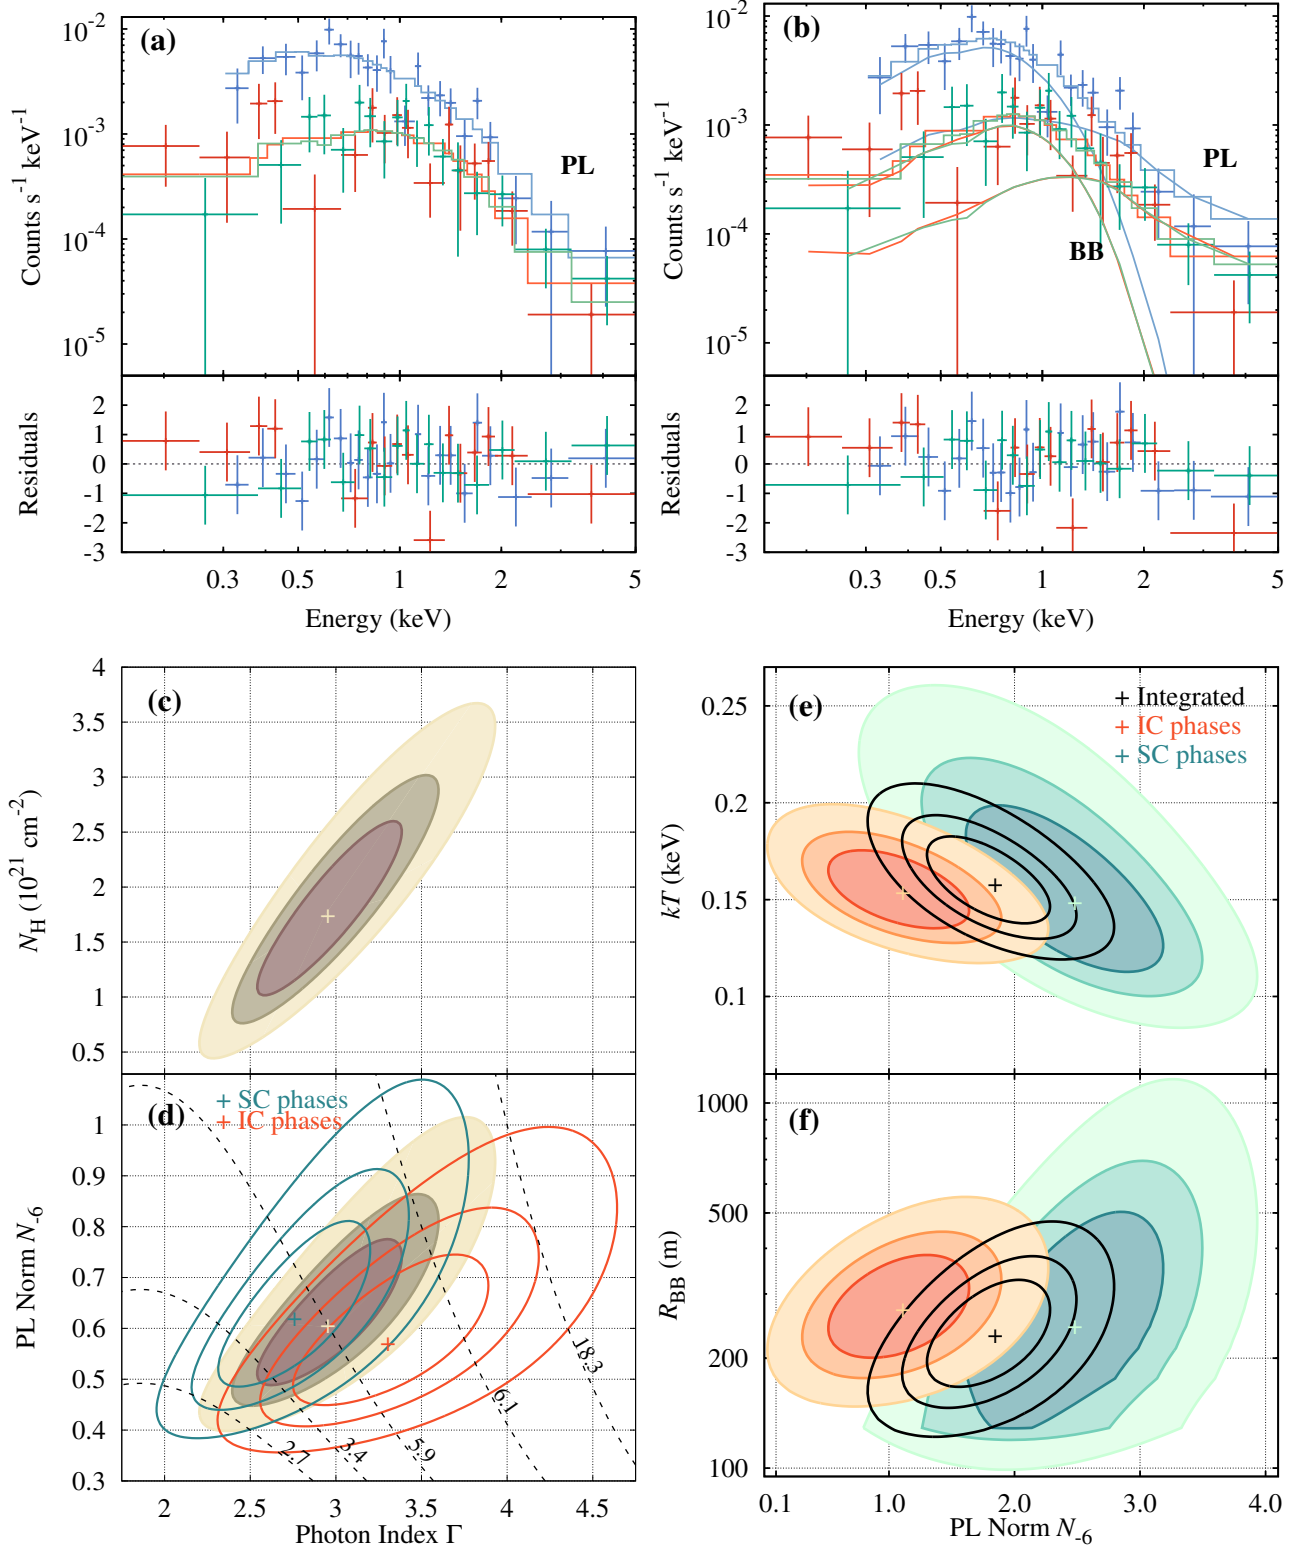 (a)
PL
Counts s⁻¹ keV⁻¹
10⁻²
10⁻³
10⁻⁴
10⁻⁵
Residuals
2
1
0
-1
-2
-3
0.3 0.5 1 2 5
Energy (keV)
(b)
PL
BB
Counts s⁻¹ keV⁻¹
10⁻²
10⁻³
10⁻⁴
10⁻⁵
Residuals
2
1
0
-1
-2
-3
0.3 0.5 1 2 5
Energy (keV)
(c)
N_H (10²¹ cm⁻²)
4
3.5
3
2.5
2
1.5
1
0.5
(d)
+ SC phases
+ IC phases
PL Norm N₋₆
1
0.9
0.8
0.7
0.6
0.5
0.4
0.3
2.7
3.4
5.9
6.1
18.3
2 2.5 3 3.5 4 4.5
Photon Index Γ
(e)
+ Integrated
+ IC phases
+ SC phases
kT (keV)
0.25
0.2
0.15
0.1
(f)
R_BB (m)
1000
500
200
100
0.1 1.0 2.0 3.0 4.0
PL Norm N₋₆